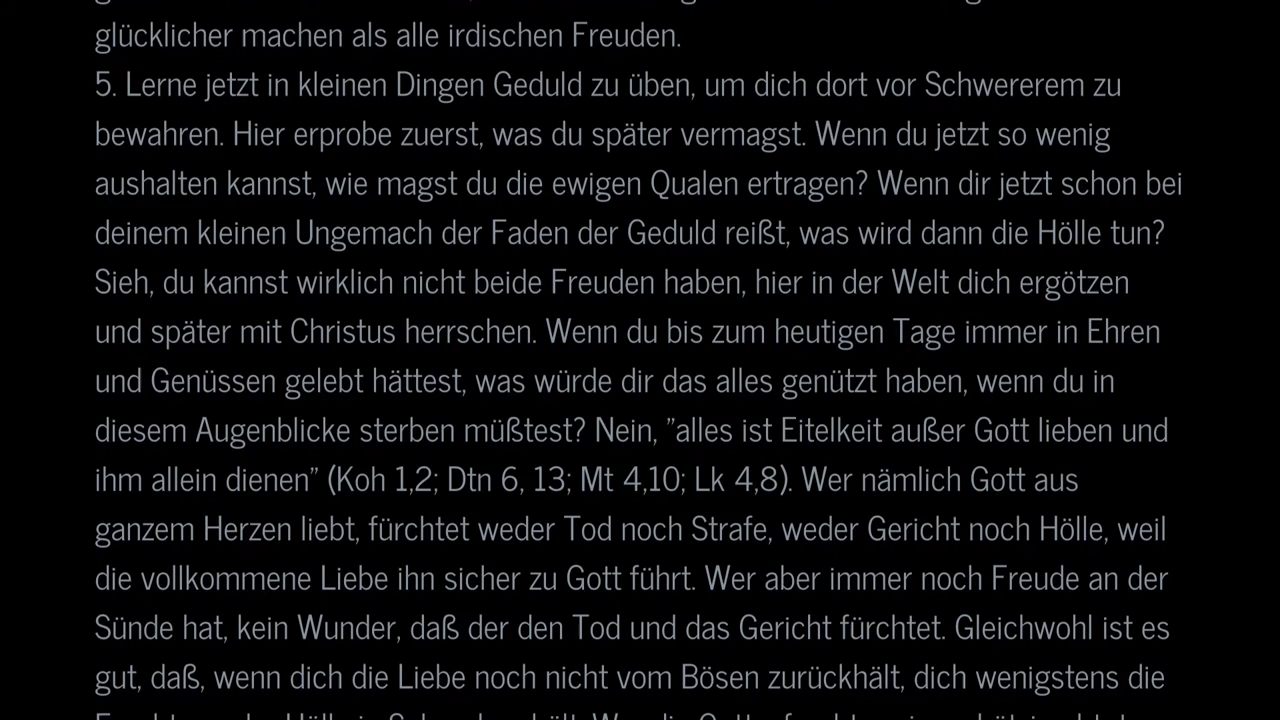 glücklicher machen als alle irdischen Freuden.
5. Lerne jetzt in kleinen Dingen Geduld zu üben, um dich dort vor Schwererem zu
bewahren. Hier erprobe zuerst, was du später vermagst. Wenn du jetzt so wenig
aushalten kannst, wie magst du die ewigen Qualen ertragen? Wenn dir jetzt schon bei
deinem kleinen Ungemach der Faden der Geduld reißt, was wird dann die Hölle tun?
Sieh, du kannst wirklich nicht beide Freuden haben, hier in der Welt dich ergötzen
und später mit Christus herrschen. Wenn du bis zum heutigen Tage immer in Ehren
und Genüssen gelebt hättest, was würde dir das alles genützt haben, wenn du in
diesem Augenblicke sterben müßtest? Nein, ”alles ist Eitelkeit außer Gott lieben und
ihm allein dienen” (Koh 1,2; Dtn 6, 13; Mt 4,10; Lk 4,8). Wer nämlich Gott aus
ganzem Herzen liebt, fürchtet weder Tod noch Strafe, weder Gericht noch Hölle, weil
die vollkommene Liebe ihn sicher zu Gott führt. Wer aber immer noch Freude an der
Sünde hat, kein Wunder, daß der den Tod und das Gericht fürchtet. Gleichwohl ist es
gut, daß, wenn dich die Liebe noch nicht vom Bösen zurückhält, dich wenigstens die